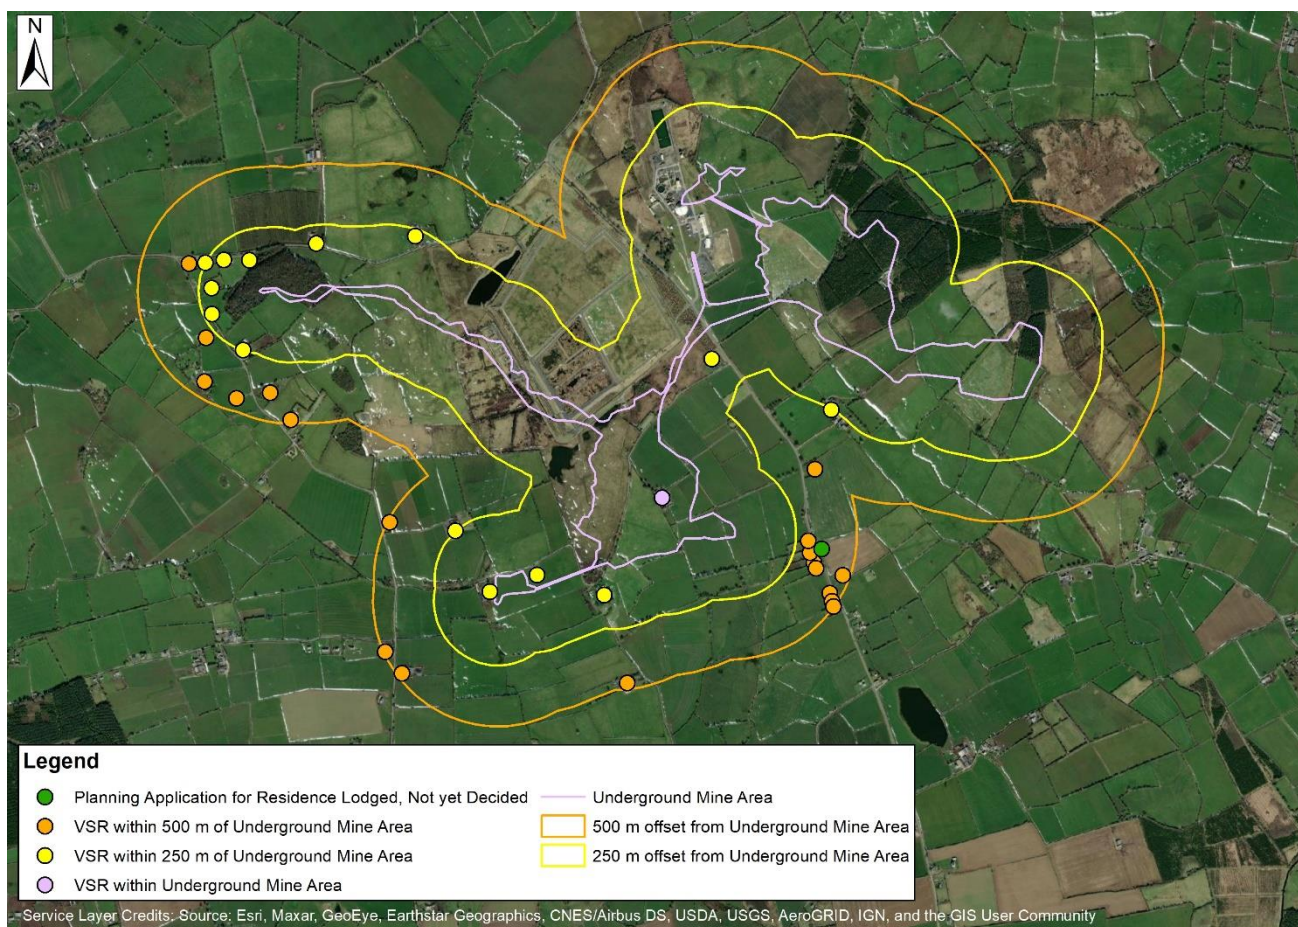 N
Legend
Planning Application for Residence Lodged, Not yet Decided
VSR within 500 m of Underground Mine Area
VSR within 250 m of Underground Mine Area
VSR within Underground Mine Area
Underground Mine Area
500 m offset from Underground Mine Area
250 m offset from Underground Mine Area
Service Layer Credits: Source: Esri, Maxar, GeoEye, Earthstar Geographics, CNES/Airbus DS, USDA, USGS, AeroGRID, IGN, and the GIS User Community